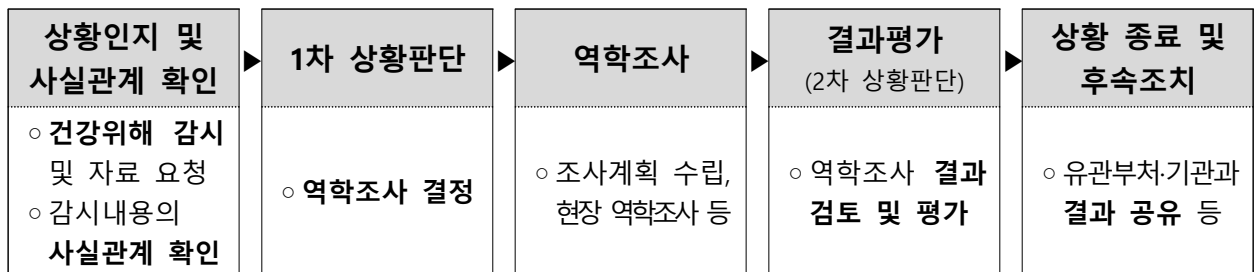 상황인지 및
사실관계 확인
○ 건강위해 감시
및 자료 요청
○ 감시내용의
사실관계 확인
▶
1차 상황판단
○ 역학조사 결정
▶
역학조사
○ 조사계획 수립,
현장 역학조사 등
▶
결과평가
(2차 상황판단)
○ 역학조사 결과
검토 및 평가
▶
상황 종료 및
후속조치
○ 유관부처·기관과
결과 공유 등